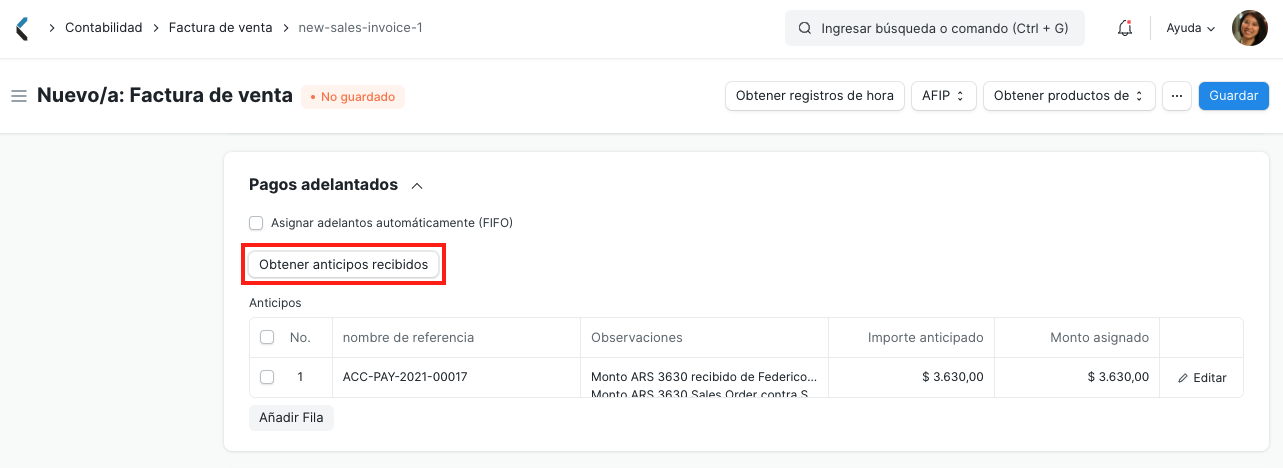 Contabilidad
Factura de venta
new-sales-invoice-1
Ingresar búsqueda o comando (Ctrl + G)
Ayuda
Nuevo/a: Factura de venta
• No guardado
Obtener registros de hora
AFIP
Obtener productos de
...
Guardar
Pagos adelantados
Asignar adelantos automáticamente (FIFO)
Obtener anticipos recibidos
Anticipos
No. nombre de referencia Observaciones Importe anticipado Monto asignado
1 ACC-PAY-2021-00017 Monto ARS 3630 recibido de Federico... $ 3.630,00 $ 3.630,00 Editar
Monto ARS 3630 Sales Order contra S
Añadir Fila